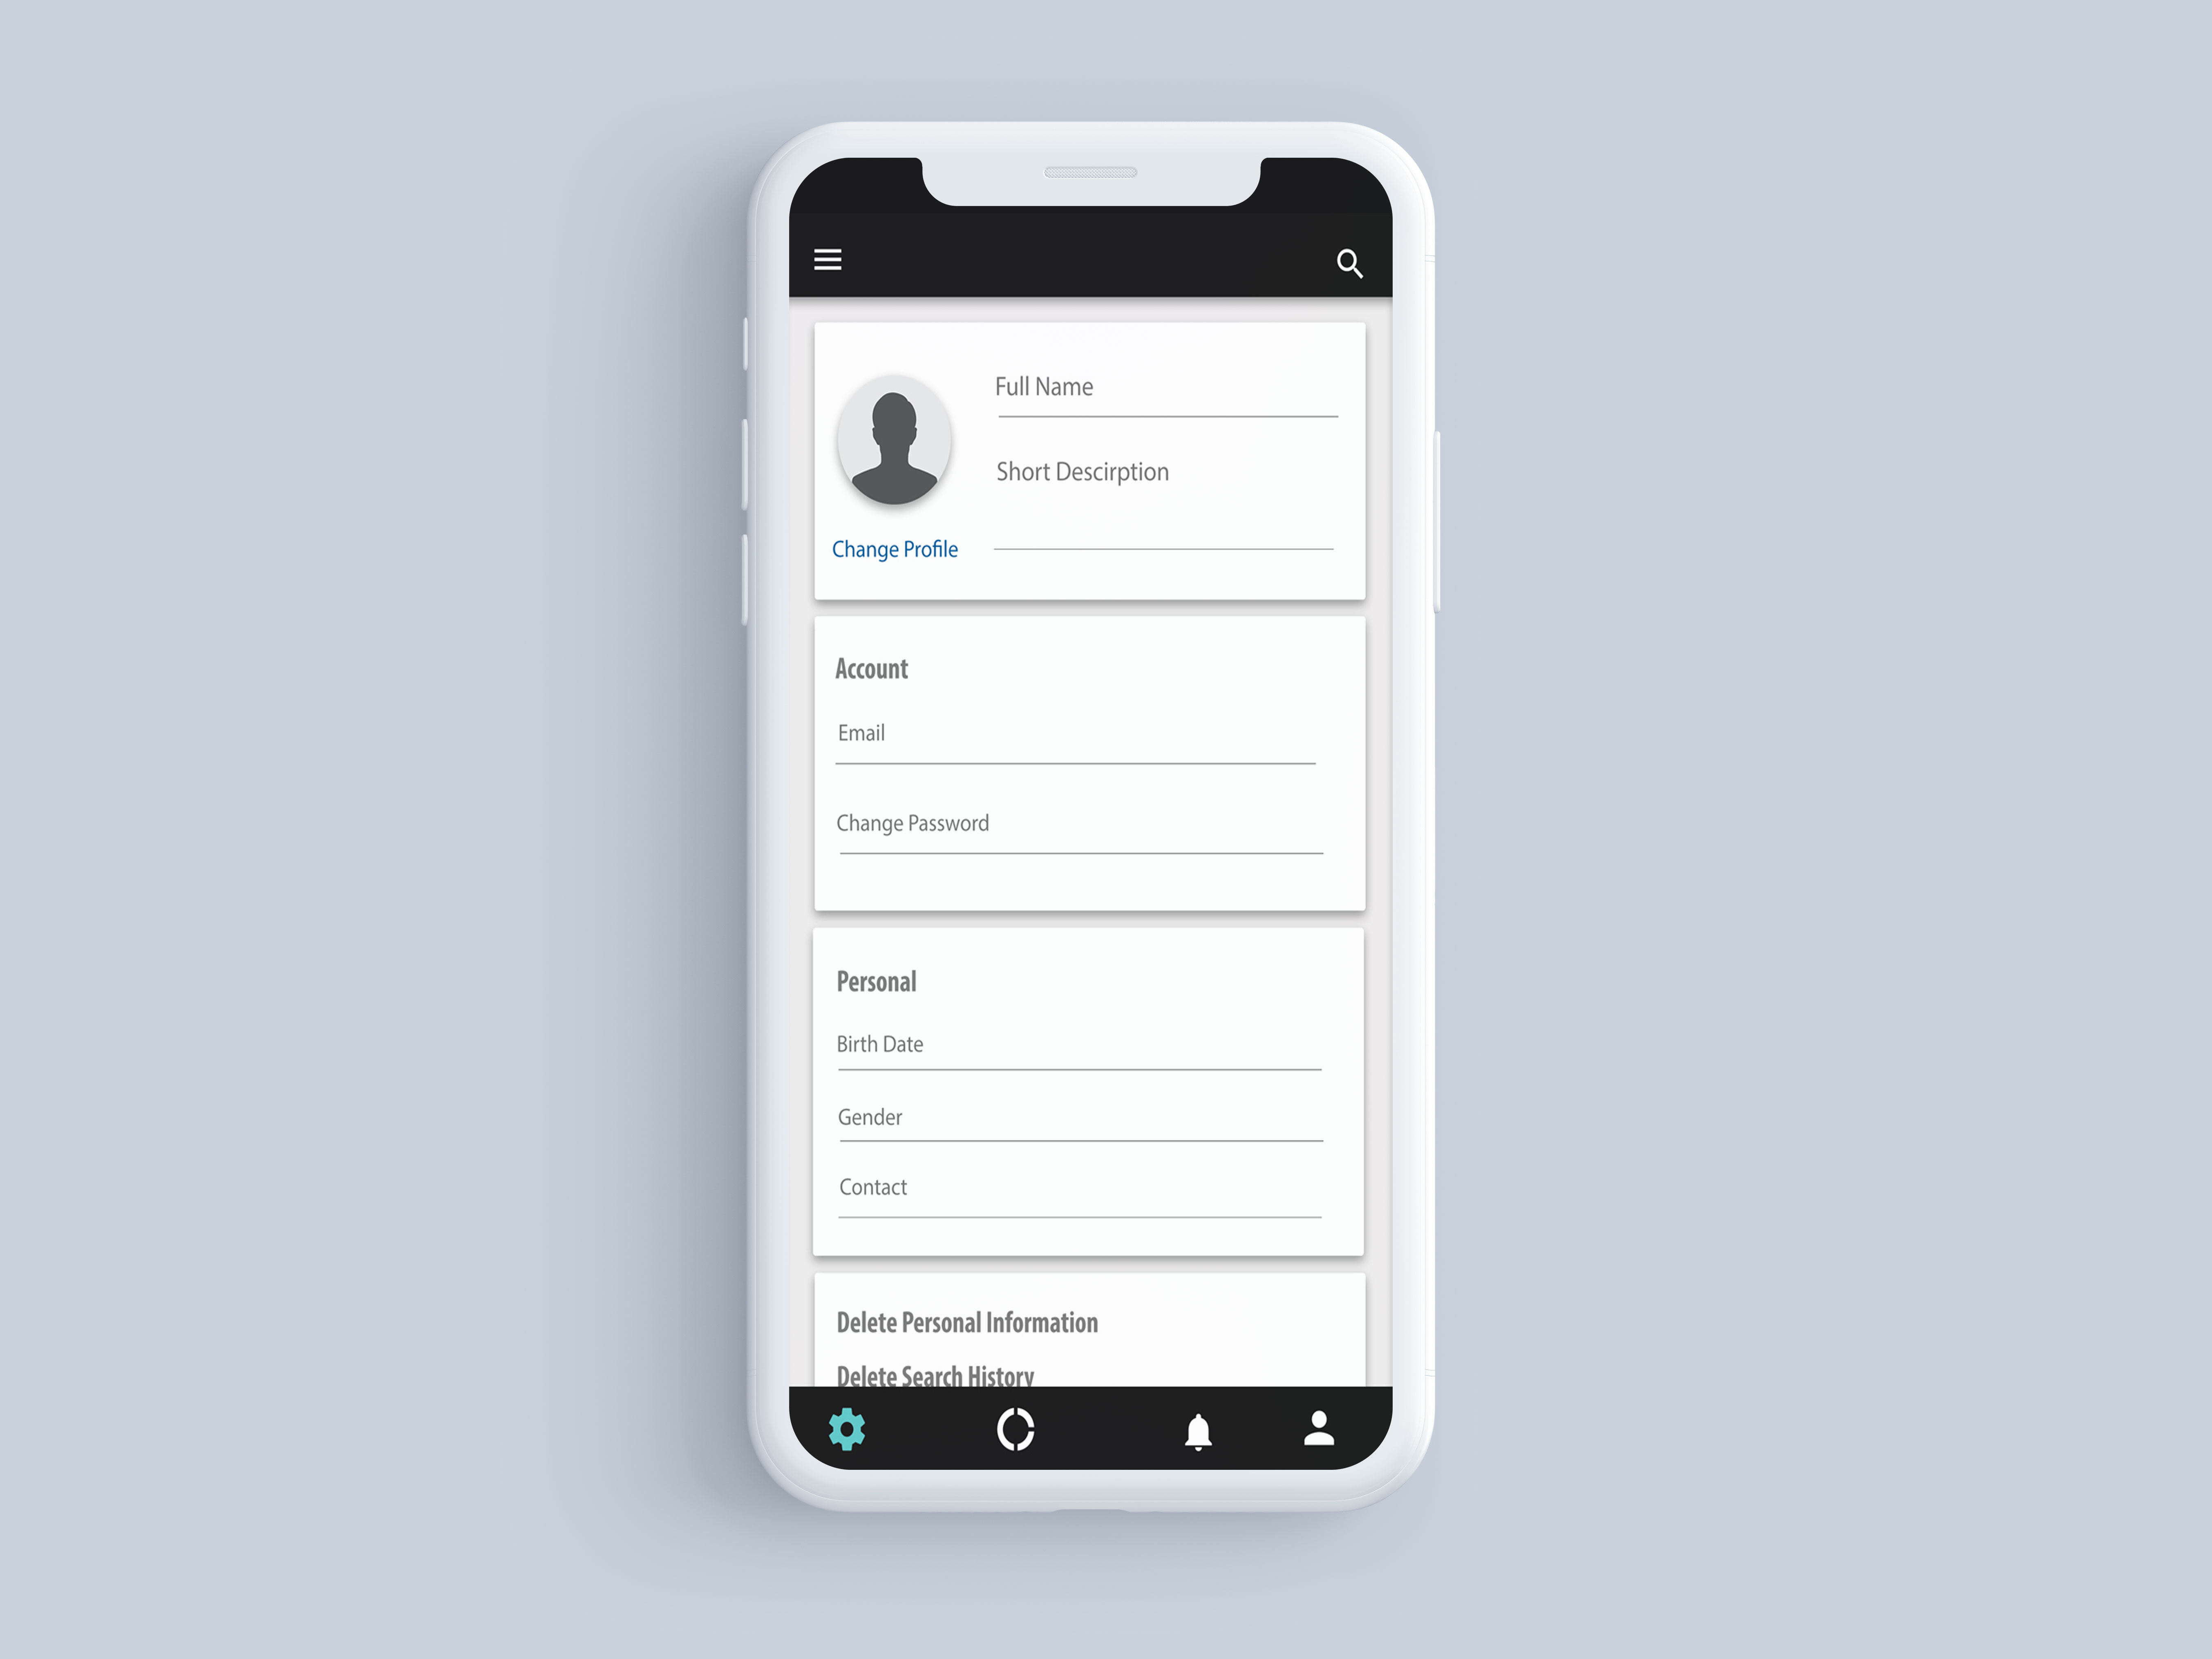 Full Name
Short Descirption
Change Profile
Account
Email
Change Password
Personal
Birth Date
Gender
Contact
Delete Personal Information
Delete Search History